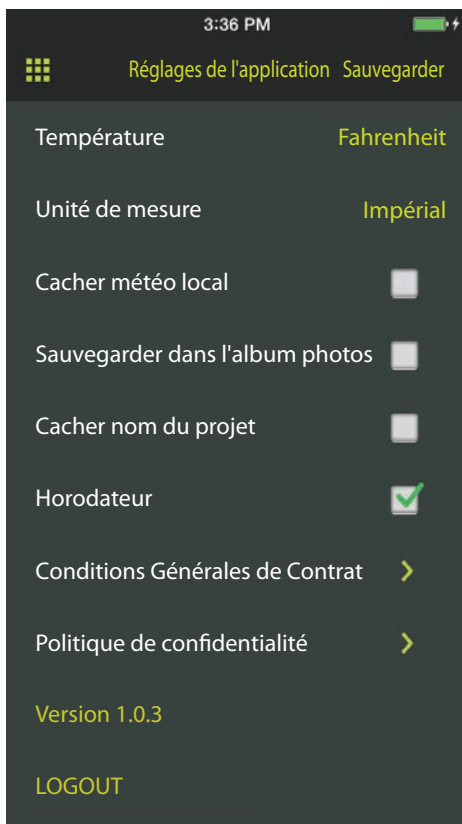 3:36 PM
Réglages de l'application Sauvegarder
Température Fahrenheit
Unité de mesure Impérial
Cacher météo local
Sauvegarder dans l'album photos
Cacher nom du projet
Horodateur
Conditions Générales de Contrat
Politique de confidentialité
Version 1.0.3
LOGOUT